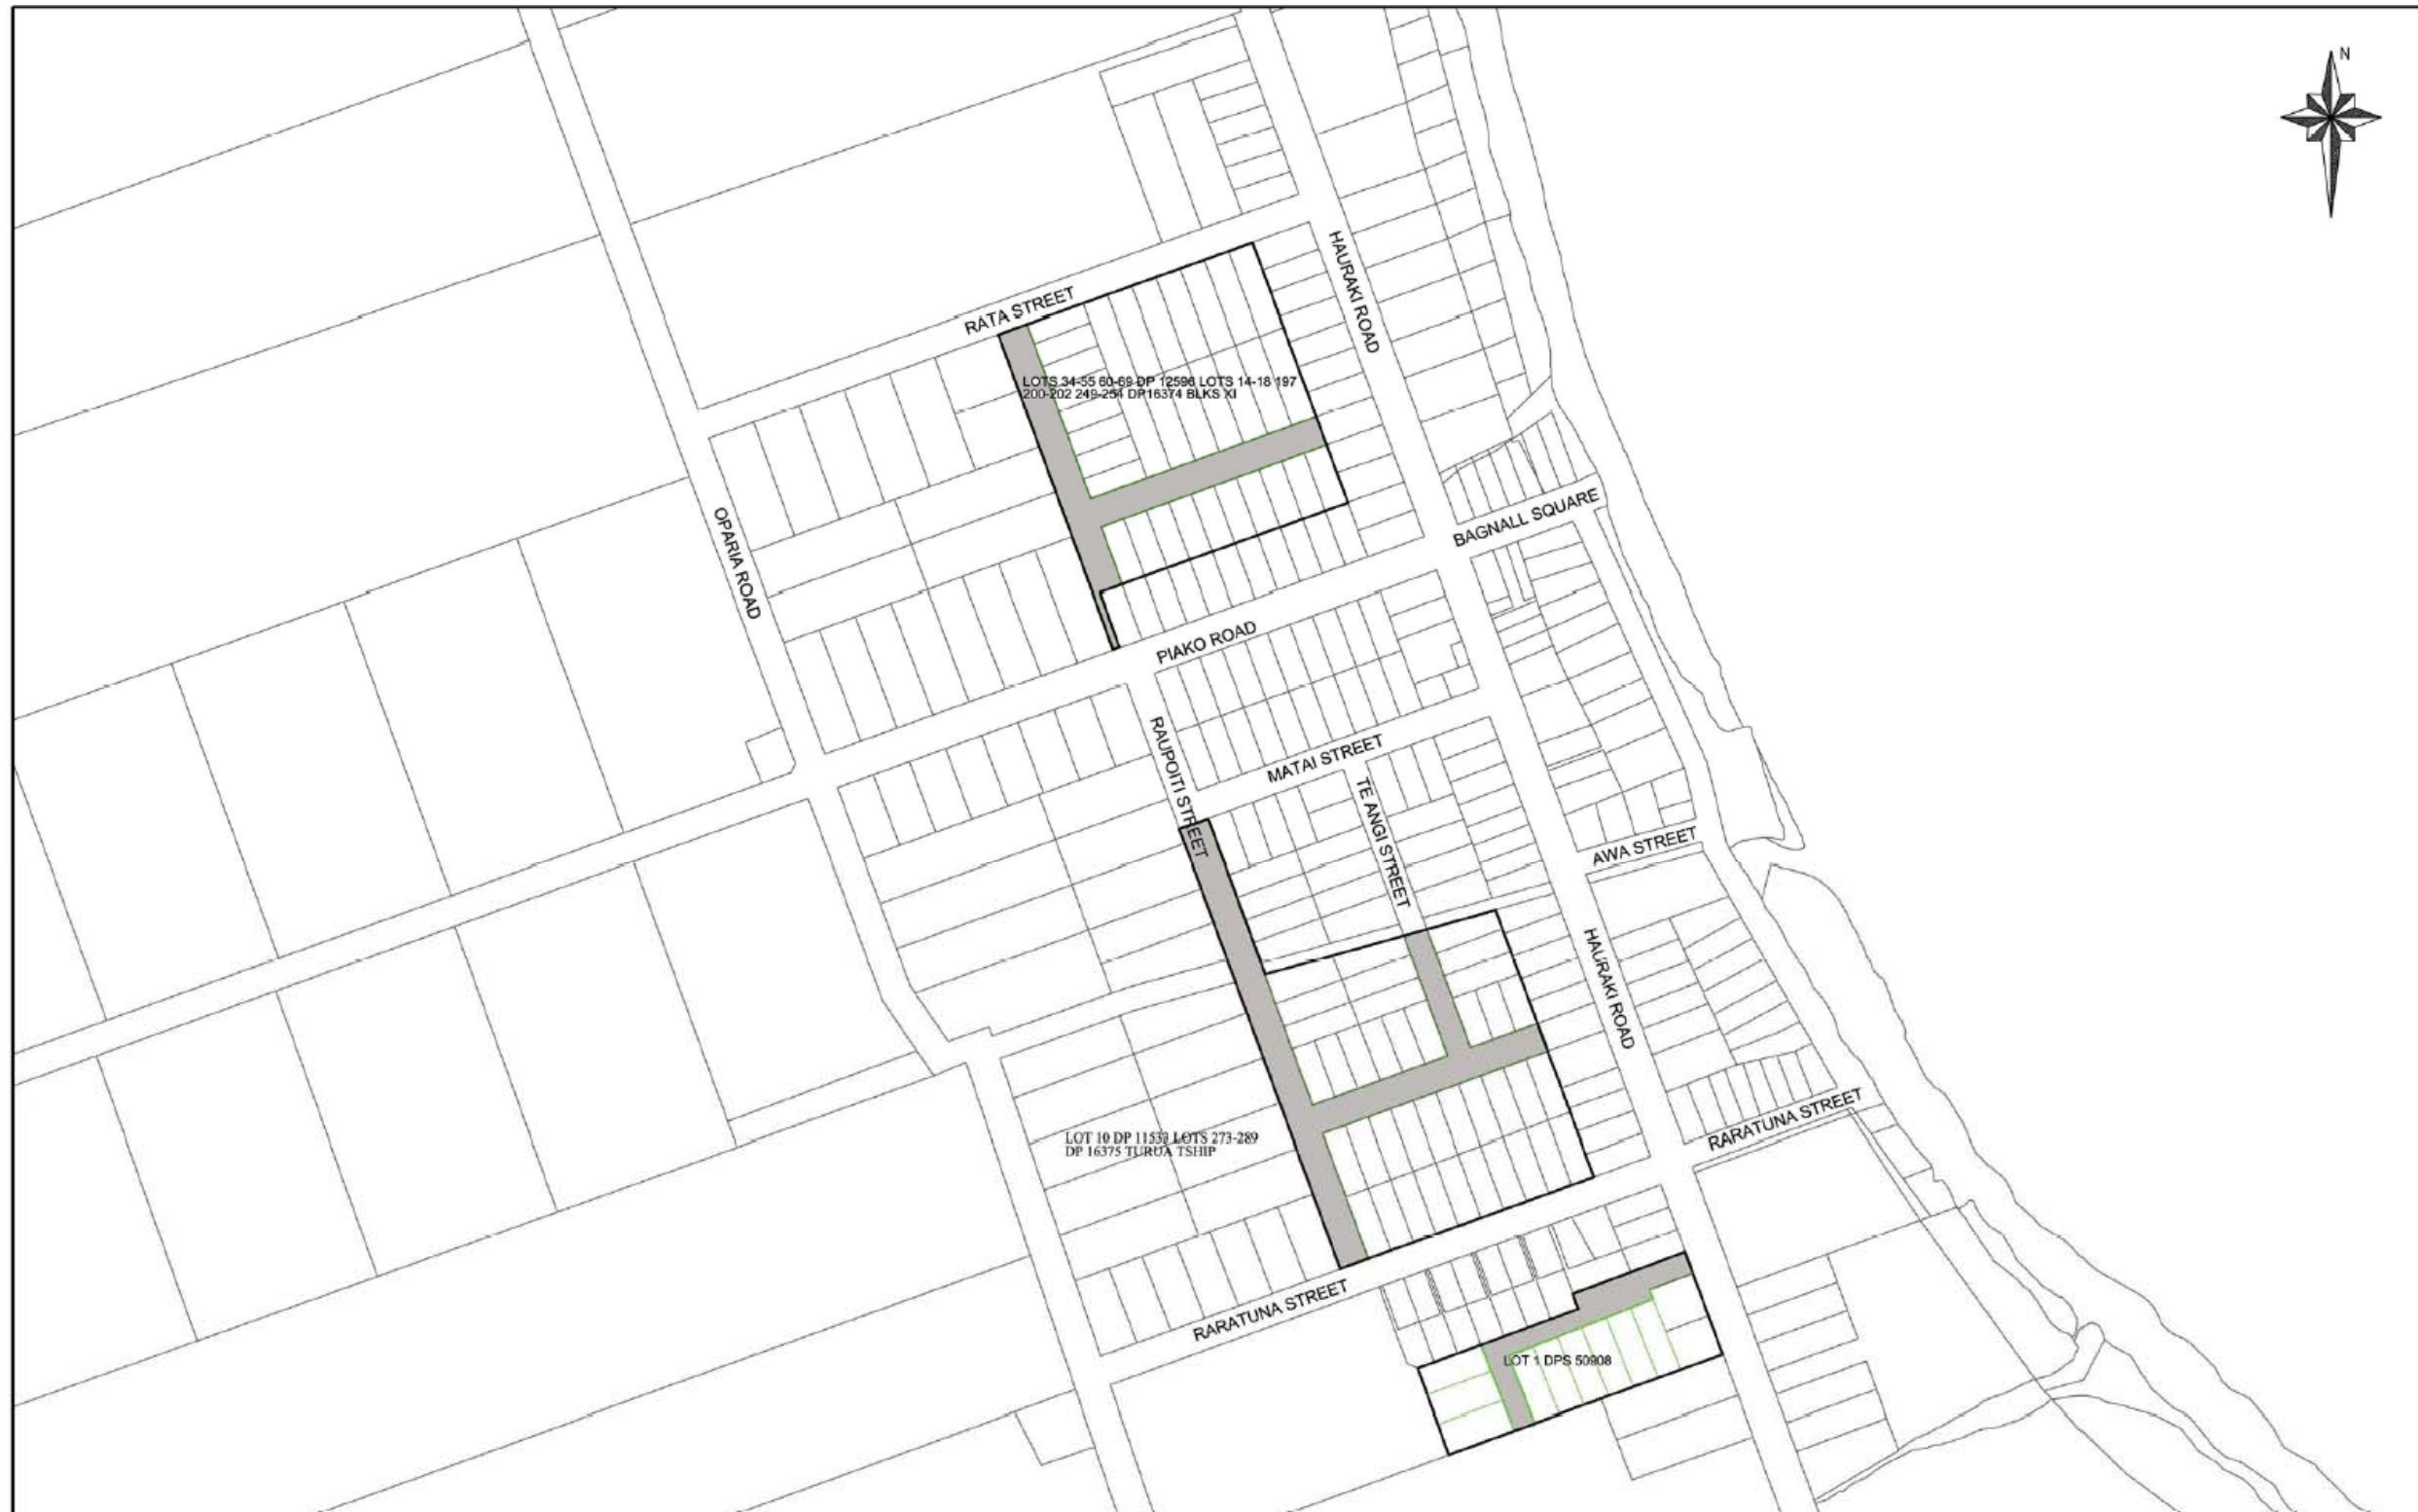 N
HAURAKI ROAD
RATA STREET
LOTS 34-55 60-69 DP 12596 LOTS 14-18 197
200-202 249-254 DP16374 BLKS XI
BAGNALL SQUARE
OPARIA ROAD
PIAKO ROAD
RAUPOITI STREET
MATAI STREET
TE ANGI STREET
AWA STREET
HAURAKI ROAD
LOT 10 DP 11533 LOTS 273-289
DP 16375 TURUA TSHIP
RARATUNA STREET
RARATUNA STREET
LOT 1 DPS 50908